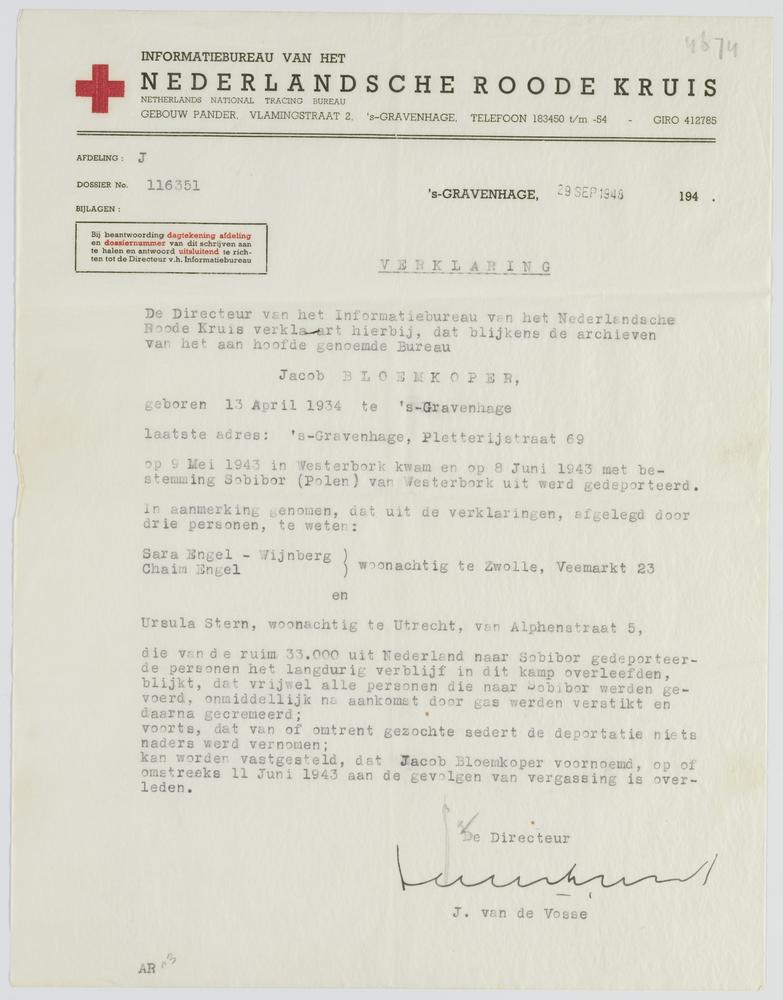 4874
INFORMATIEBUREAU VAN HET
NEDERLANDSCHE ROODE KRUIS
NETHERLANDS NATIONAL TRACING BUREAU
GEBOUW PANDER, VLAMINGSTRAAT 2, 's-GRAVENHAGE, TELEFOON 183450 t/m -54 - GIRO 412785
AFDELING: J
DOSSIER No. 116351
's-GRAVENHAGE, 29 SEP 1948 194 .
BIJLAGEN:
Bij beantwoording dagtekening afdeling
en dossiernummer van dit schrijven aan
te halen en antwoord uitsluitend te rich-
ten tot de Directeur v.h. Informatiebureau
VERKLARING
De Directeur van het Informatiebureau van het Nederlandsche
Roode Kruis verklaart hierbij, dat blijkens de archieven
van het aan hoofde genoemde Bureau
Jacob BLOEMKOPER,
geboren 13 April 1934 te 's-Gravenhage
laatste adres: 's-Gravenhage, Pletterijstraat 69
op 9 Mei 1943 in Westerbork kwam en op 8 Juni 1943 met be-
stemming Sobibor (Polen) van Westerbork uit werd gedeporteerd.
In aanmerking genomen, dat uit de verklaringen, afgelegd door
drie personen, te weten:
Sara Engel - Wijnberg )
Chaim Engel ) woonachtig te Zwolle, Veemarkt 23
en
Ursula Stern, woonachtig te Utrecht, van Alphenstraat 5,
die van de ruim 33.000 uit Nederland naar Sobibor gedeporteer-
de personen het langdurig verblijf in dit kamp overleefden,
blijkt, dat vrijwel alle personen die naar Sobibor werden ge-
voerd, onmiddellijk na aankomst door gas werden verstikt en
daarna gecremeerd;
voorts, dat van of omtrent gezochte sedert de deportatie niets
naders werd vernomen;
kan worden vastgesteld, dat Jacob Bloemkoper voornoemd, op of
omstreeks 11 Juni 1943 aan de gevolgen van vergassing is over-
leden.
De Directeur
J. van de Vosse
AR